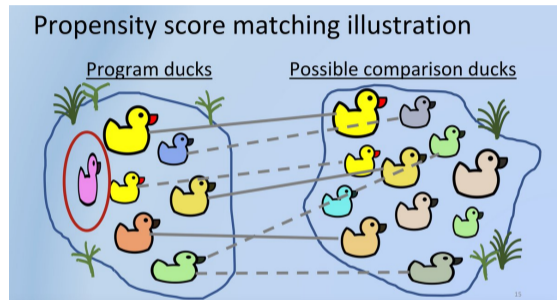 Propensity score matching illustration
Program ducks
Possible comparison ducks
15